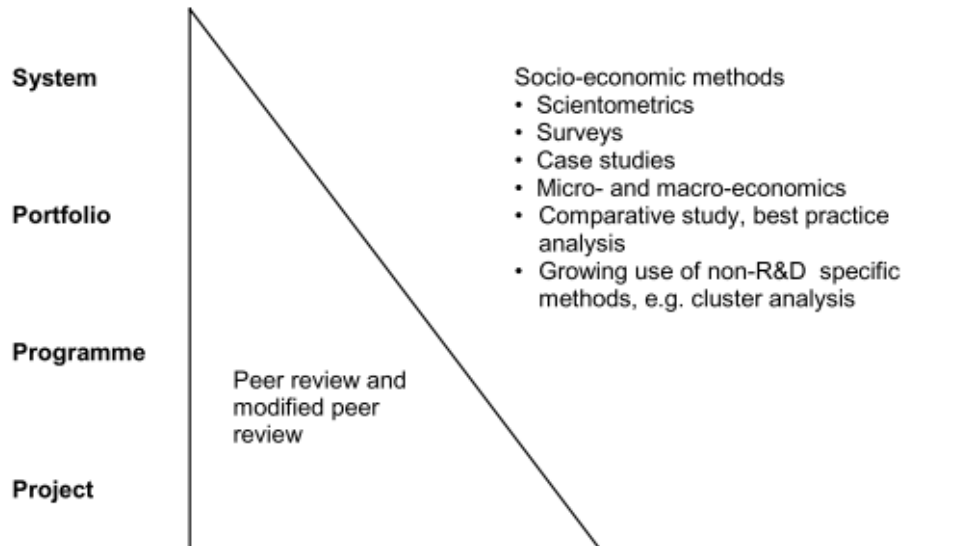 System
Portfolio
Programme
Project
Peer review and
modified peer
review
Socio-economic methods
• Scientometrics
• Surveys
• Case studies
• Micro- and macro-economics
• Comparative study, best practice
analysis
• Growing use of non-R&D specific
methods, e.g. cluster analysis